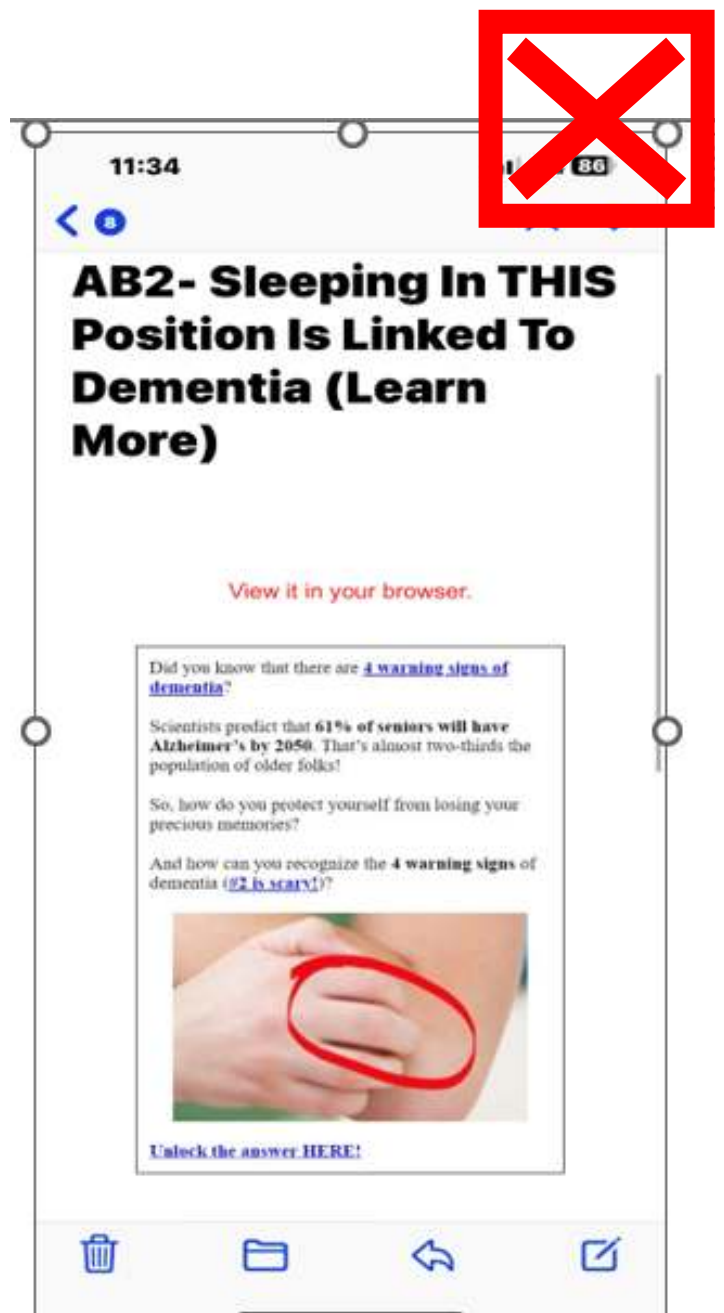 11:34
86
8
AB2- Sleeping In THIS
Position Is Linked To
Dementia (Learn
More)
View it in your browser.
Did you know that there are 4 warning signs of
dementia?
Scientists predict that 61% of seniors will have
Alzheimer's by 2050. That's almost two-thirds the
population of older folks!
So, how do you protect yourself from losing your
precious memories?
And how can you recognize the 4 warning signs of
dementia (#2 is scary!)?
Unlock the answer HERE!